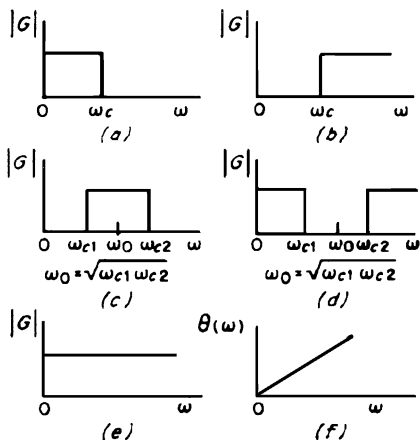 |G| |G|
0 ωc ω 0 ωc ω
(a) (b)
|G| |G|
0 ωc1 ω0 ωc2 ω 0 ωc1 ω0 ωc2 ω
ω0 = √ωc1 ωc2 ω0 = √ωc1 ωc2
(c) (d)
|G| θ(ω)
0 ω 0 ω
(e) (f)